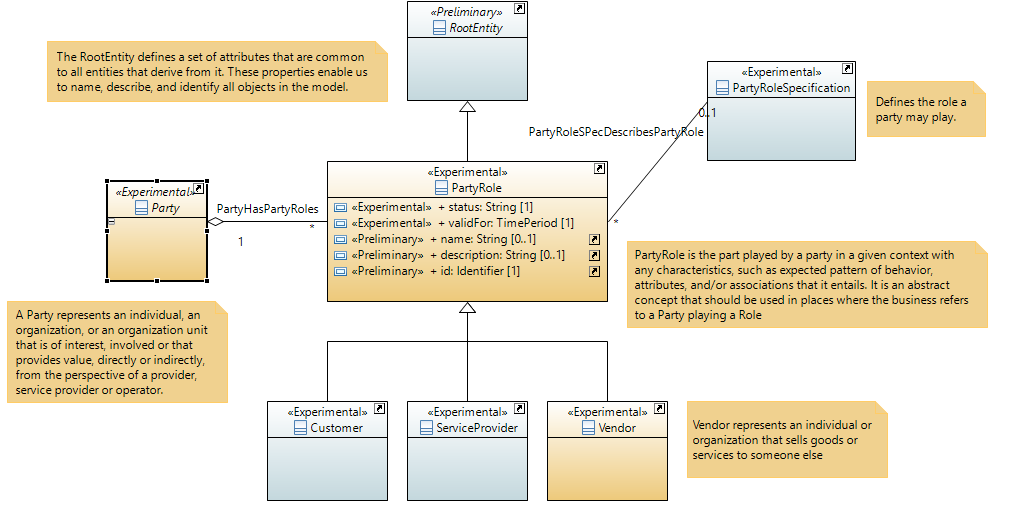 «Preliminary»
RootEntity
The RootEntity defines a set of attributes that are common
to all entities that derive from it. These properties enable us
to name, describe, and identify all objects in the model.
«Experimental»
PartyRoleSpecification
Defines the role a
party may play.
0..1
PartyRoleSPecDescribesPartyRole
«Experimental»
PartyRole
«Experimental» + status: String [1]
«Experimental» + validFor: TimePeriod [1]
«Preliminary» + name: String [0..1]
«Preliminary» + description: String [0..1]
«Preliminary» + id: Identifier [1]
«Experimental»
Party
PartyHasPartyRoles
1
*
*
PartyRole is the part played by a party in a given context with
any characteristics, such as expected pattern of behavior,
attributes, and/or associations that it entails. It is an abstract
concept that should be used in places where the business refers
to a Party playing a Role
A Party represents an individual, an
organization, or an organization unit
that is of interest, involved or that
provides value, directly or indirectly,
from the perspective of a provider,
service provider or operator.
«Experimental»
Customer
«Experimental»
ServiceProvider
«Experimental»
Vendor
Vendor represents an individual or
organization that sells goods or
services to someone else